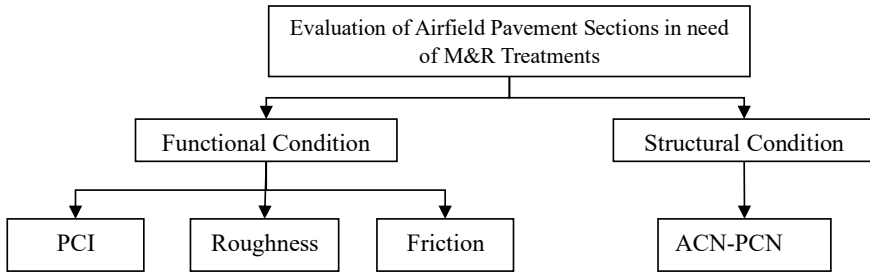 Evaluation of Airfield Pavement Sections in need
of M&R Treatments
Functional Condition
Structural Condition
PCI
Roughness
Friction
ACN-PCN